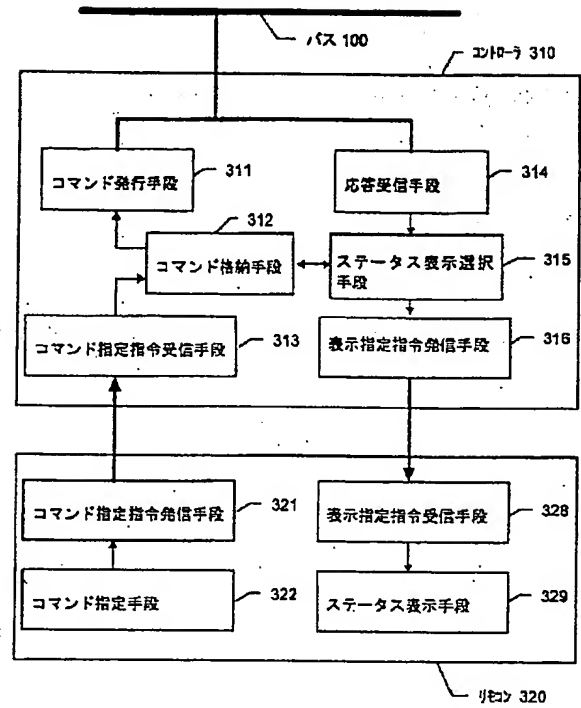 バス 100
コントローラ 310
コマンド発行手段
311
応答受信手段
314
312
コマンド格納手段
ステータス表示選択
手段
315
コマンド指定指令受信手段
313
表示指定指令発信手段
316
コマンド指定指令発信手段
321
表示指定指令受信手段
328
コマンド指定手段
322
ステータス表示手段
329
リモコン 320